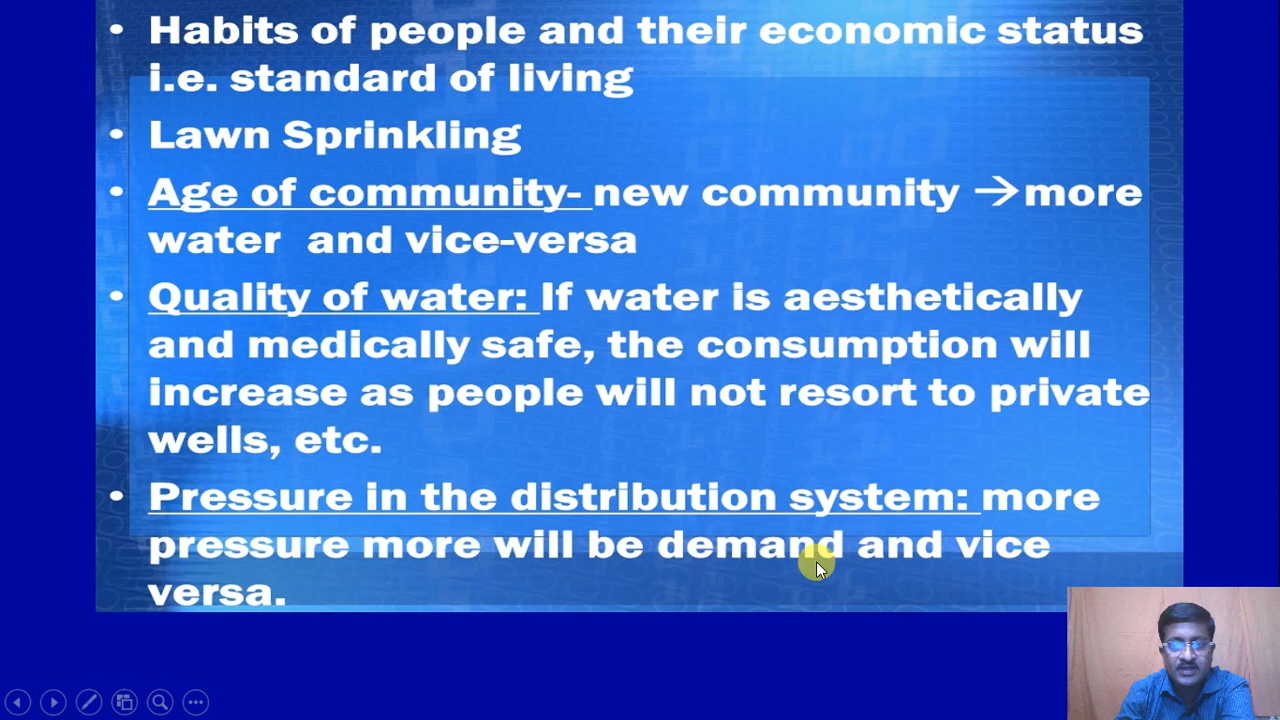 • Habits of people and their economic status
i.e. standard of living
• Lawn Sprinkling
• Age of community- new community →more
water and vice-versa
• Quality of water: If water is aesthetically
and medically safe, the consumption will
increase as people will not resort to private
wells, etc.
• Pressure in the distribution system: more
pressure more will be demand and vice
versa.